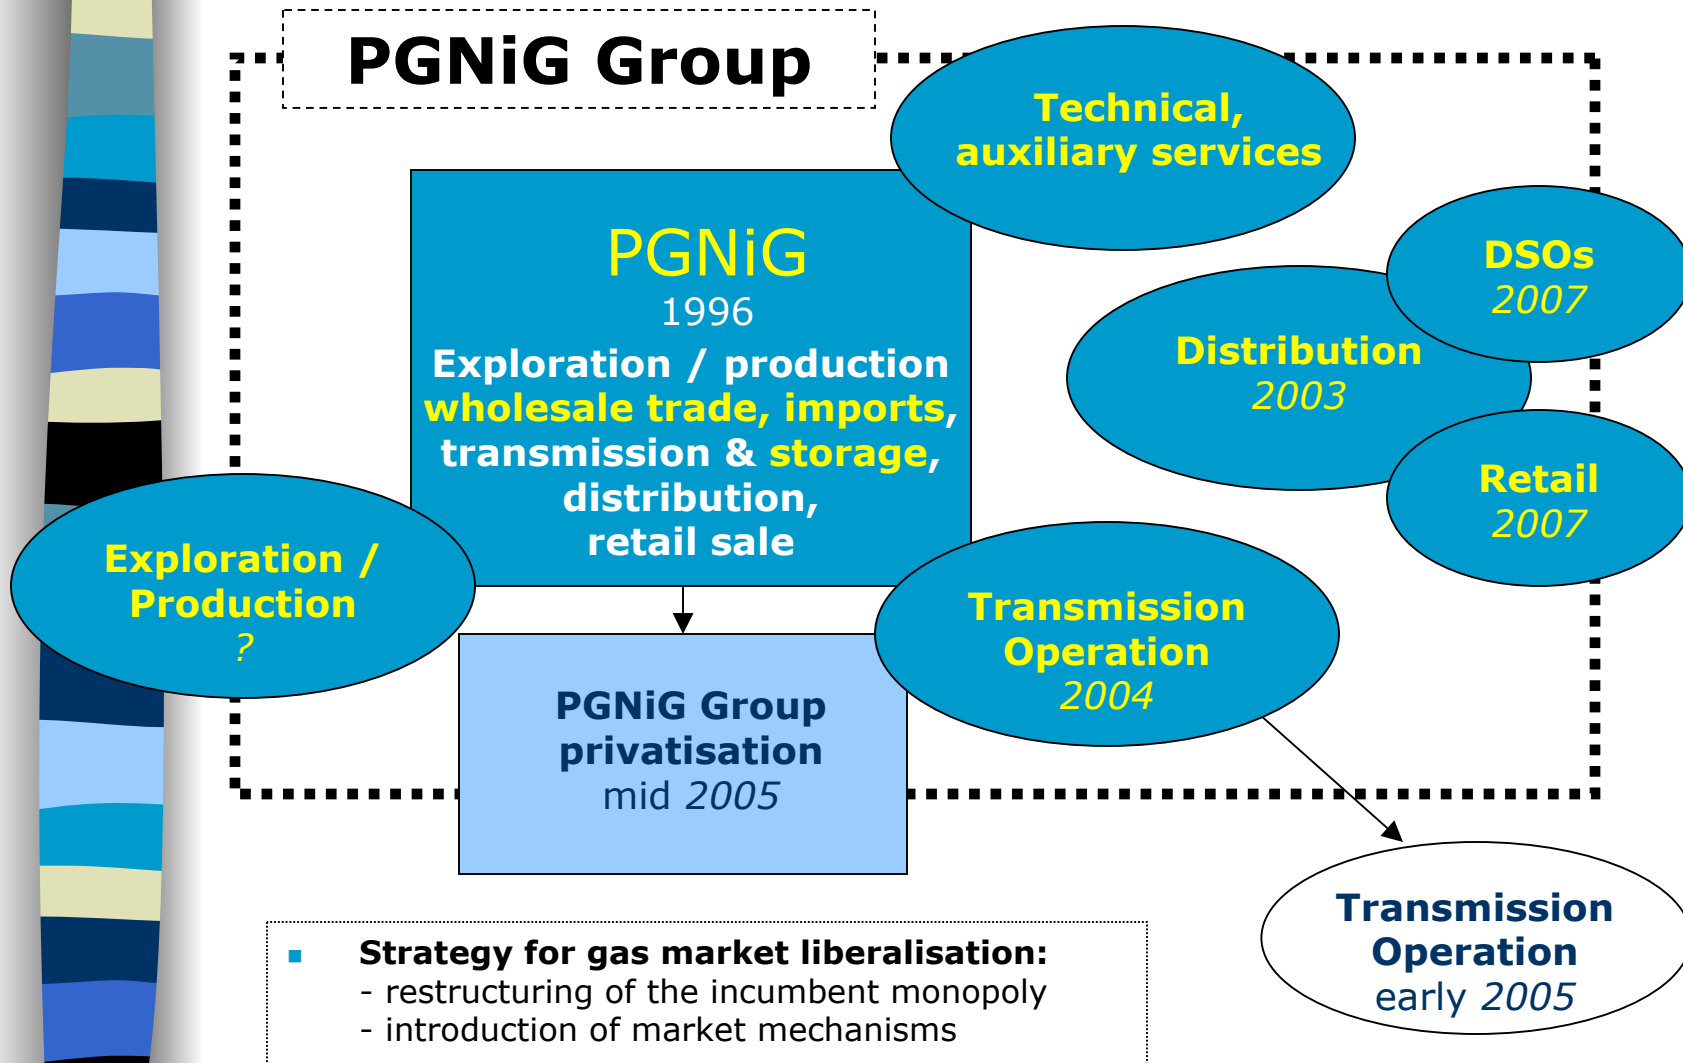 PGNiG Group
Technical,
auxiliary services
PGNiG
1996
Exploration / production
wholesale trade, imports,
transmission & storage,
distribution,
retail sale
DSOs
2007
Distribution
2003
Retail
2007
Exploration /
Production
?
Transmission
Operation
2004
PGNiG Group
privatisation
mid 2005
Transmission
Operation
early 2005
▪ Strategy for gas market liberalisation:
- restructuring of the incumbent monopoly
- introduction of market mechanisms